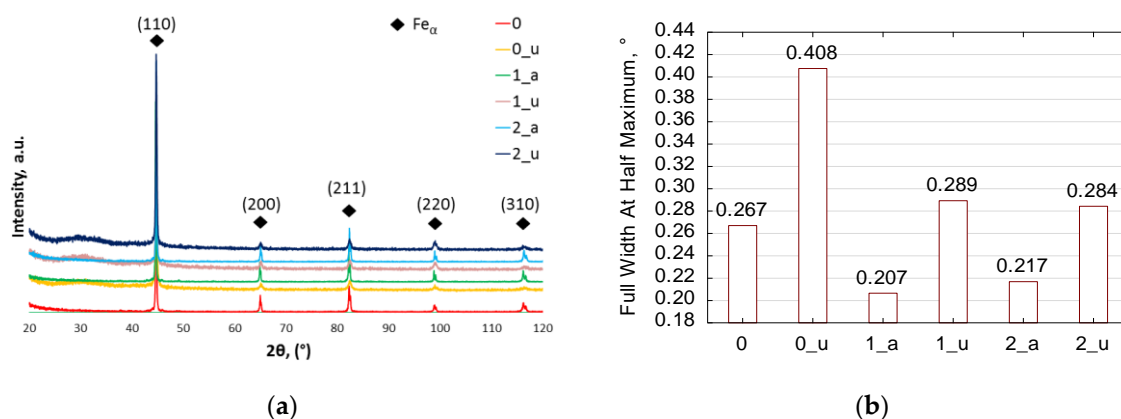 (110)
◆ Feα
0
0_u
1_a
1_u
2_a
2_u
(200)
(211)
(220)
(310)
Intensity, a.u.
20 30 40 50 60 70 80 90 100 110 120
2θ, (°)
(a)
Full Width At Half Maximum, °
0.44
0.42
0.40
0.38
0.36
0.34
0.32
0.30
0.28
0.26
0.24
0.22
0.20
0.18
0.267
0.408
0.207
0.289
0.217
0.284
0 0_u 1_a 1_u 2_a 2_u
(b)